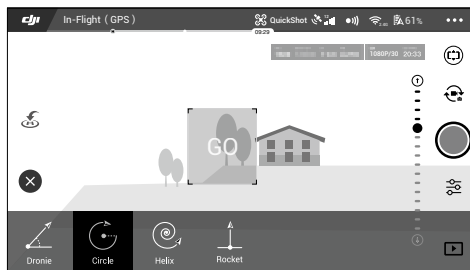 dji In-Flight ( GPS ) QuickShot 61%
09:29
1080P/30 20:33
GO
Dronie Circle Helix Rocket